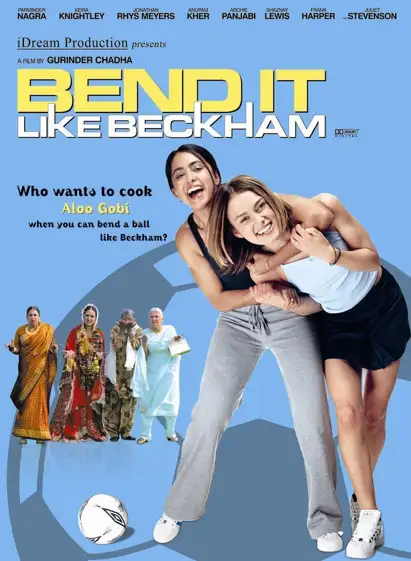 PARMINDER NAGRA KEIRA KNIGHTLEY JONATHAN RHYS MEYERS ANUPAM KHER ARCHIE PANJABI SHAZNAY LEWIS FRANK HARPER JULIET STEVENSON
iDream Production presents
A FILM BY GURINDER CHADHA
BEND IT
LIKE BECKHAM
Who wants to cook
Aloo Gobi
when you can bend a ball
like Beckham?